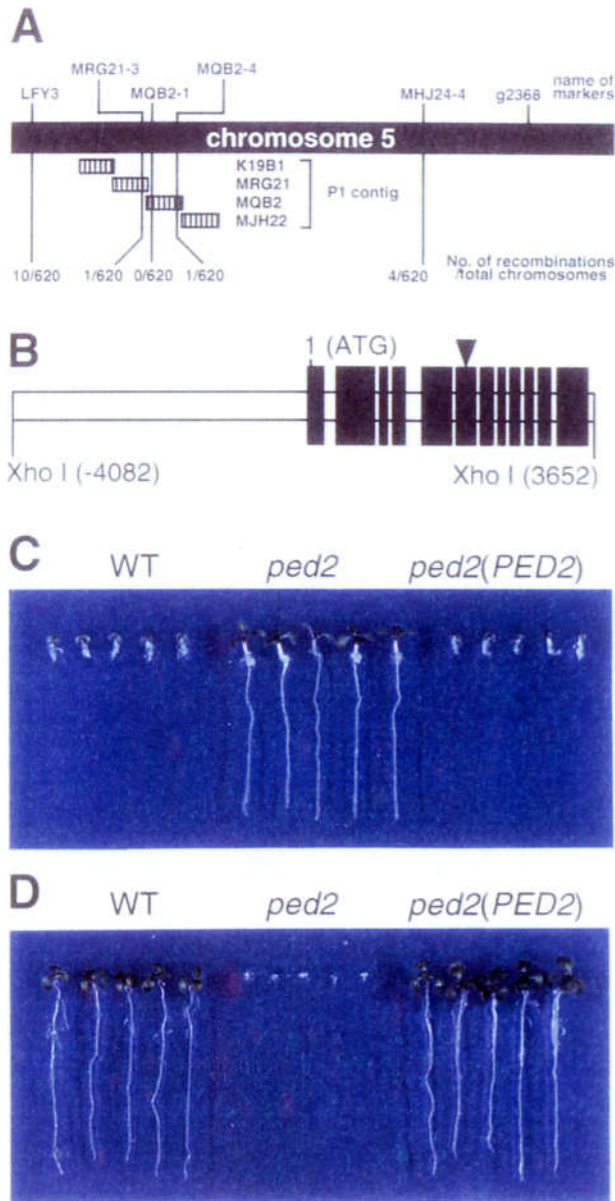 A
MRG21-3 MQB2-4
LFY3 MQB2-1 MHJ24-4 g2368 name of markers
chromosome 5
K19B1
MRG21
MQB2
MJH22
P1 contig
10/620 1/620 0/620 1/620 4/620 No. of recombinations /total chromosomes
B
1 (ATG)
Xho I (-4082) Xho I (3652)
C
WT ped2 ped2(PED2)
D
WT ped2 ped2(PED2)